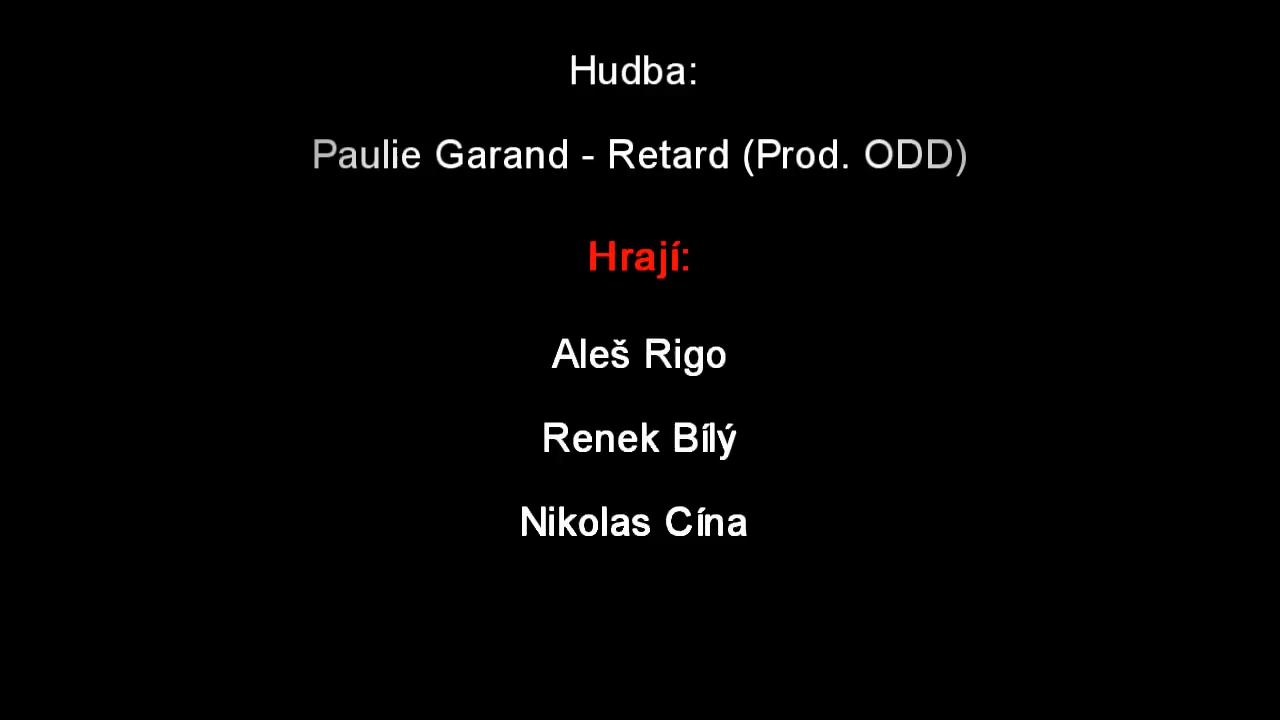 Hudba:
Paulie Garand - Retard (Prod. ODD)
Hrají:
Aleš Rigo
Renek Bílý
Nikolas Cína